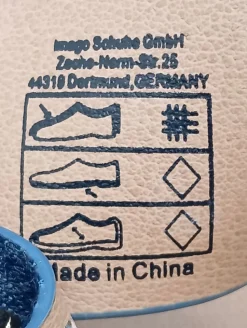 Imago Schuhe GmbH
Zeche-Norm-Str.25
44319 Dortmund,GERMANY
Made in China